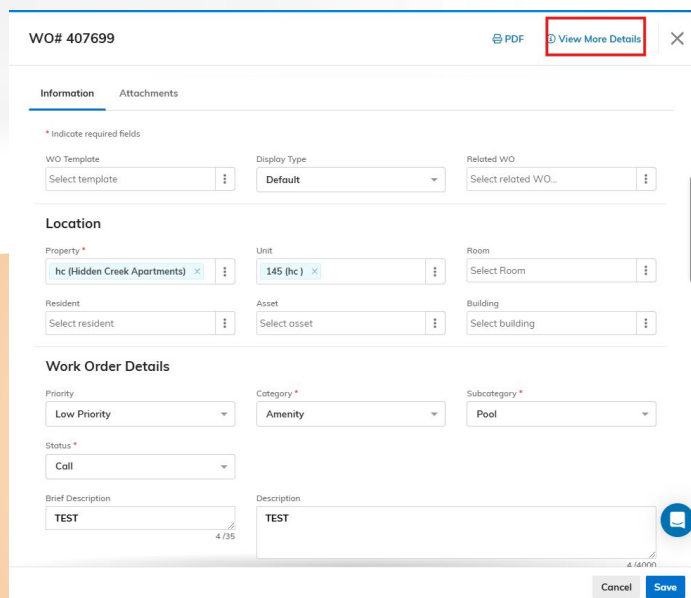 WO# 407699 PDF View More Details
Information Attachments
* Indicate required fields
WO Template Display Type Related WO
Select template Default Select related WO...
Location
Property * Unit Room
hc (Hidden Creek Apartments) × 145 (hc ) × Select Room
Resident Asset Building
Select resident Select asset Select building
Work Order Details
Priority Category * Subcategory *
Low Priority Amenity Pool
Status *
Call
Brief Description Description
TEST TEST
4 /35
4 /4000
Cancel Save